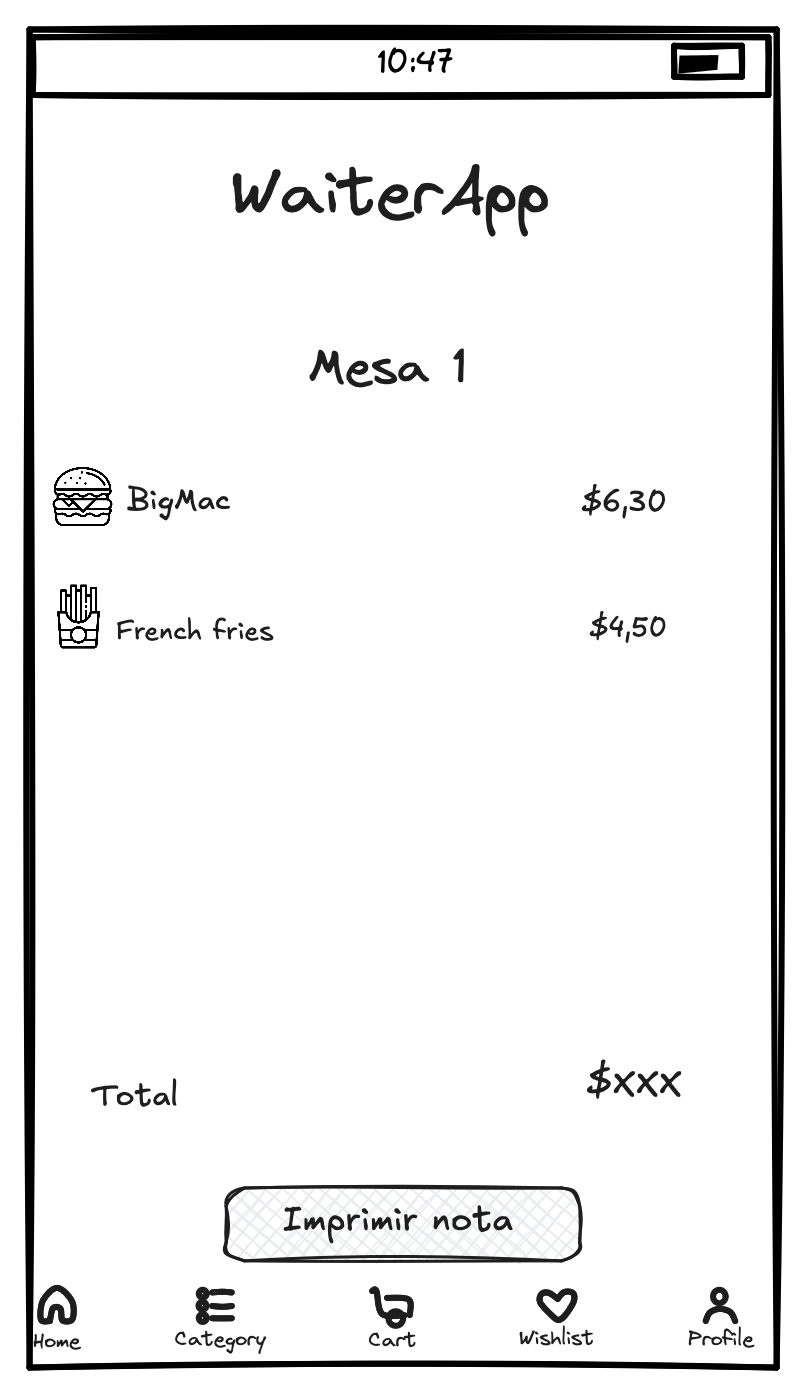 10:47
WaiterApp
Mesa 1
BigMac $6,30
French fries $4,50
Total $xxx
Imprimir nota
Home Category Cart Wishlist Profile